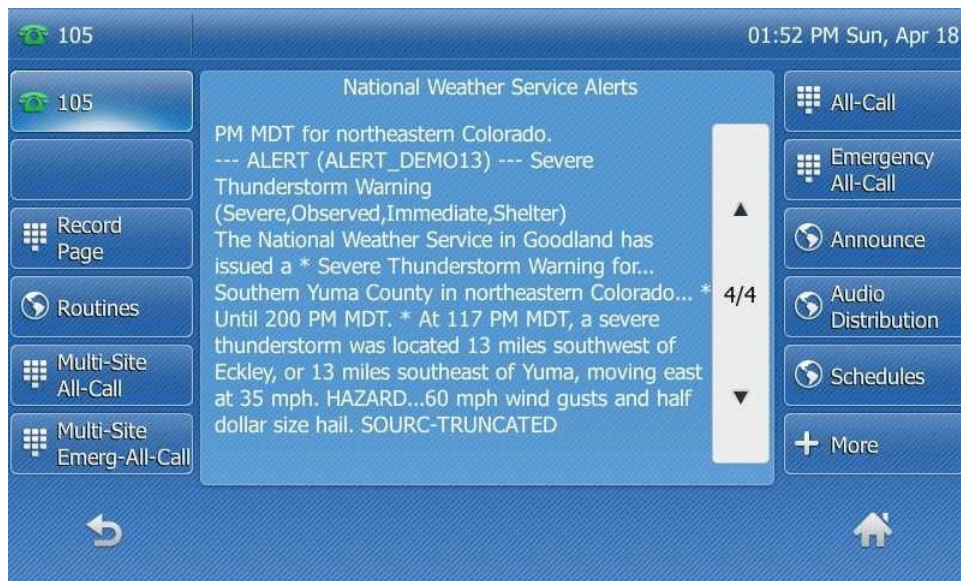 105
01:52 PM Sun, Apr 18
105
Record
Page
Routines
Multi-Site
All-Call
Multi-Site
Emerg-All-Call
National Weather Service Alerts
PM MDT for northeastern Colorado.
--- ALERT (ALERT_DEMO13) --- Severe
Thunderstorm Warning
(Severe,Observed,Immediate,Shelter)
The National Weather Service in Goodland has
issued a * Severe Thunderstorm Warning for...
Southern Yuma County in northeastern Colorado... *
Until 200 PM MDT. * At 117 PM MDT, a severe
thunderstorm was located 13 miles southwest of
Eckley, or 13 miles southeast of Yuma, moving east
at 35 mph. HAZARD...60 mph wind gusts and half
dollar size hail. SOURC-TRUNCATED
4/4
All-Call
Emergency
All-Call
Announce
Audio
Distribution
Schedules
More